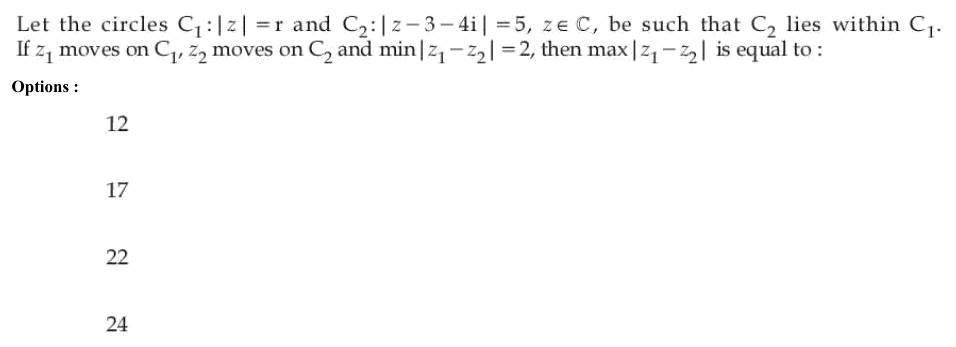 Let the circles C₁:|z| = r and C₂:|z − 3 − 4i| = 5, z ∈ ℂ, be such that C₂ lies within C₁.
If z₁ moves on C₁, z₂ moves on C₂ and min|z₁ − z₂| = 2, then max|z₁ − z₂| is equal to :
Options :
12
17
22
24